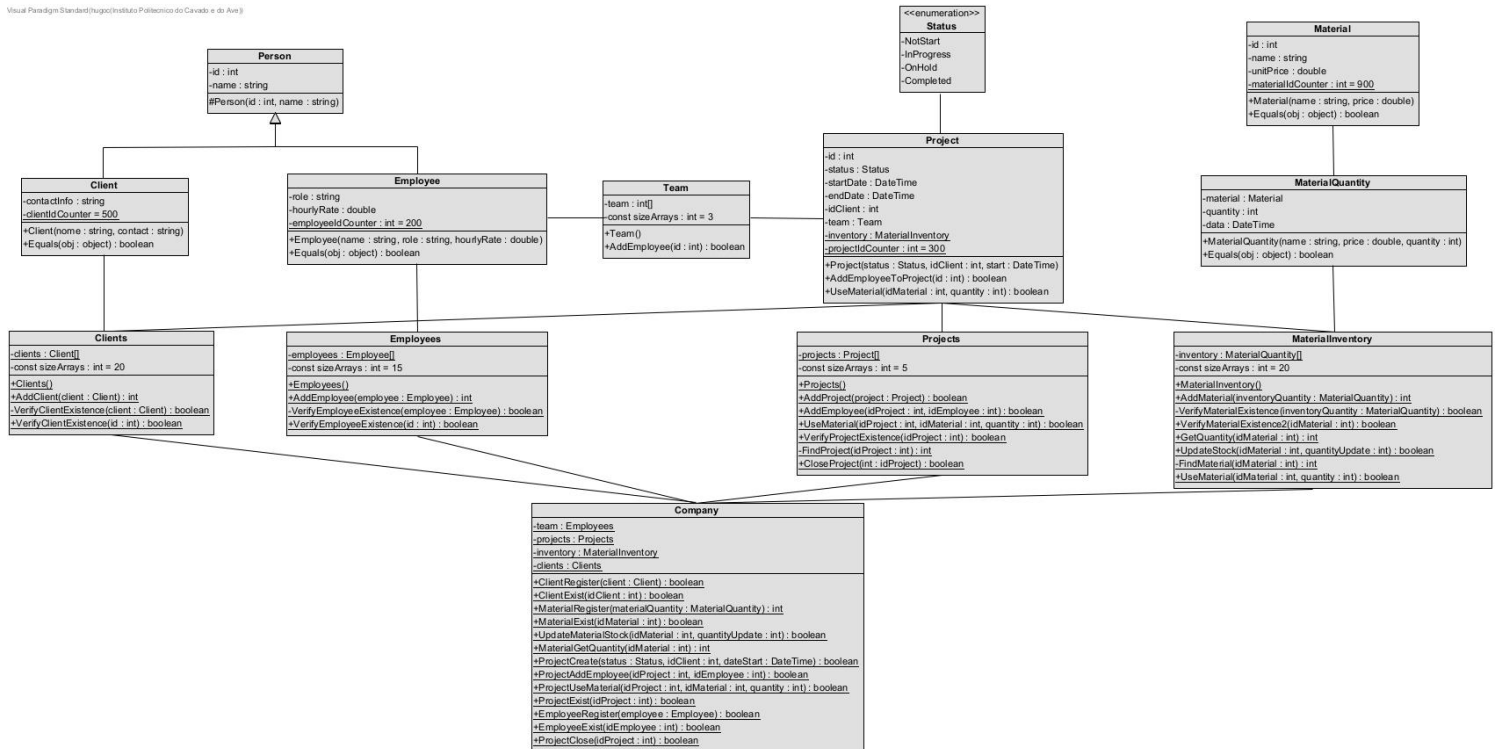 Visual Paradigm Standard(hugoc(Instituto Politecnico do Cavado e do Ave))
<<enumeration>>
Status
-NotStart
-InProgress
-OnHold
-Completed
Material
-id : int
-name : string
-unitPrice : double
-materialIdCounter : int = 900
+Material(name : string, price : double)
+Equals(obj : object) : boolean
Person
-id : int
-name : string
#Person(id : int, name : string)
Project
-id : int
-status : Status
-startDate : DateTime
-endDate : DateTime
-idClient : int
-team : Team
-inventory : MaterialInventory
-projectIdCounter : int = 300
+Project(status : Status, idClient : int, start : DateTime)
+AddEmployeeToProject(id : int) : boolean
+UseMaterial(idMaterial : int, quantity : int) : boolean
Client
-contactInfo : string
-clientIdCounter = 500
+Client(nome : string, contact : string)
+Equals(obj : object) : boolean
Employee
-role : string
-hourlyRate : double
-employeeIdCounter : int = 200
+Employee(name : string, role : string, hourlyRate : double)
+Equals(obj : object) : boolean
Team
-team : int[]
-const sizeArrays : int = 3
+Team()
+AddEmployee(id : int) : boolean
MaterialQuantity
-material : Material
-quantity : int
-data : DateTime
+MaterialQuantity(name : string, price : double, quantity : int)
+Equals(obj : object) : boolean
Clients
-clients : Client[]
-const sizeArrays : int = 20
+Clients()
+AddClient(client : Client) : int
-VerifyClientExistence(client : Client) : boolean
+VerifyClientExistence(id : int) : boolean
Employees
-employees : Employee[]
-const sizeArrays : int = 15
+Employees()
+AddEmployee(employee : Employee) : int
-VerifyEmployeeExistence(employee : Employee) : boolean
+VerifyEmployeeExistence(id : int) : boolean
Projects
-projects : Project[]
-const sizeArrays : int = 5
+Projects()
+AddProject(project : Project) : boolean
+AddEmployee(idProject : int, idEmployee : int) : boolean
+UseMaterial(idProject : int, idMaterial : int, quantity : int) : boolean
+VerifyProjectExistence(idProject : int) : boolean
-FindProject(idProject : int) : int
+CloseProject(int : idProject) : boolean
MaterialInventory
-inventory : MaterialQuantity[]
-const sizeArrays : int = 20
+MaterialInventory()
+AddMaterial(inventoryQuantity : MaterialQuantity) : int
-VerifyMaterialExistence(inventoryQuantity : MaterialQuantity) : boolean
+VerifyMaterialExistence2(idMaterial : int) : boolean
+GetQuantity(idMaterial : int) : int
+UpdateStock(idMaterial : int, quantityUpdate : int) : boolean
-FindMaterial(idMaterial : int) : int
+UseMaterial(idMaterial : int, quantity : int) : boolean
Company
-team : Employees
-projects : Projects
-inventory : MaterialInventory
-clients : Clients
+ClientRegister(client : Client) : boolean
+ClientExist(idClient : int) : boolean
+MaterialRegister(materialQuantity : MaterialQuantity) : int
+MaterialExist(idMaterial : int) : boolean
+UpdateMaterialStock(idMaterial : int, quantityUpdate : int) : boolean
+MaterialGetQuantity(idMaterial : int) : int
+ProjectCreate(status : Status, idClient : int, dateStart : DateTime) : boolean
+ProjectAddEmployee(idProject : int, idEmployee : int) : boolean
+ProjectUseMaterial(idProject : int, idMaterial : int, quantity : int) : boolean
+ProjectExist(idProject : int) : boolean
+EmployeeRegister(employee : Employee) : boolean
+EmployeeExist(idEmployee : int) : boolean
+ProjectClose(idProject : int) : boolean